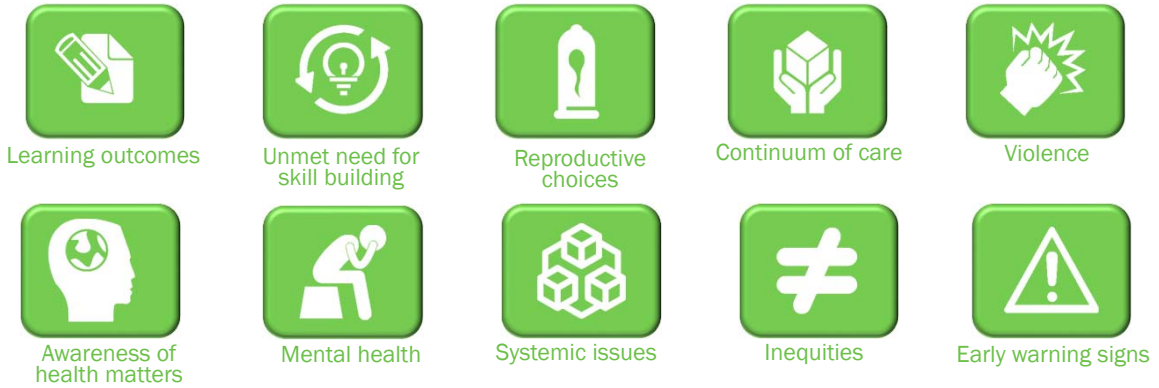 Learning outcomes
Unmet need for
skill building
Reproductive
choices
Continuum of care
Violence
Awareness of
health matters
Mental health
Systemic issues
Inequities
Early warning signs